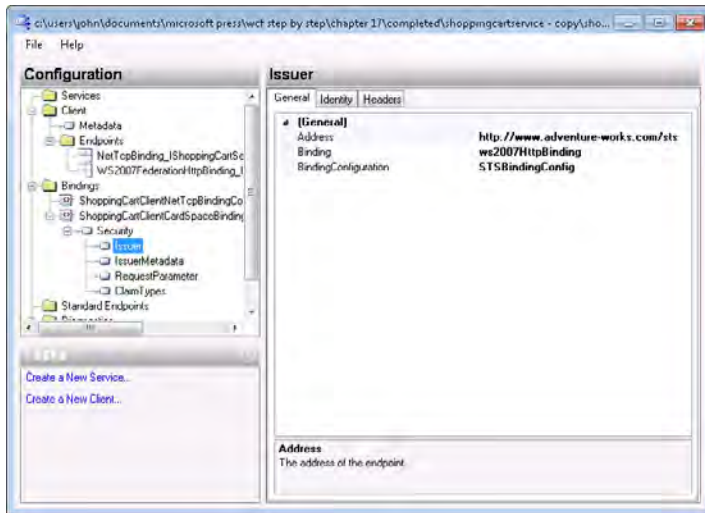 c:\users\john\documents\microsoft press\wcf step by step\chapter 17\completed\shoppingcartservice - copy\sho...
File Help
Configuration
Services
Client
Metadata
Endpoints
NetTcpBinding_IShoppingCartSe
WS2007FederationHttpBinding_I
Bindings
ShoppingCartClientNetTcpBindingCo
ShoppingCartClientCardSpaceBinding
Security
Issuer
IssuerMetadata
RequestParameter
ClaimTypes
Standard Endpoints
Diagnostics
Create a New Service...
Create a New Client...
Issuer
General Identity Headers
(General)
Address http://www.adventure-works.com/sts
Binding ws2007HttpBinding
BindingConfiguration STSBindingConfig
Address
The address of the endpoint.